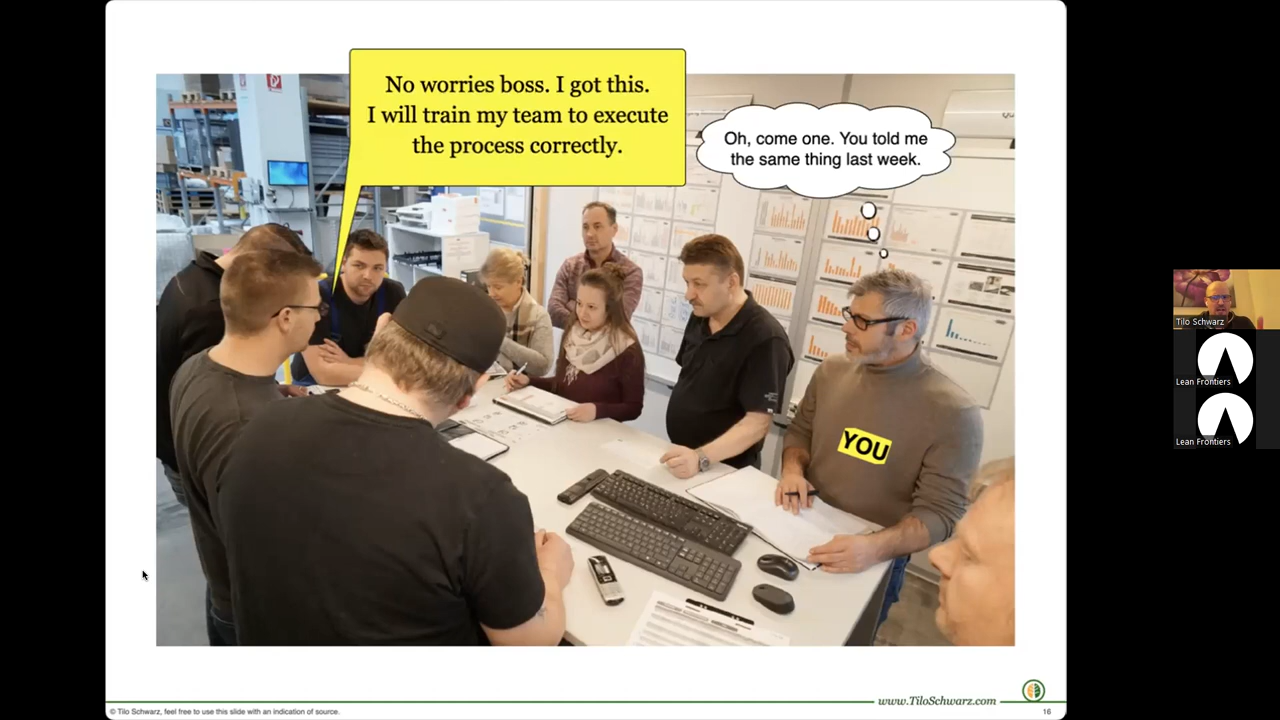 No worries boss. I got this.
I will train my team to execute
the process correctly.
Oh, come one. You told me
the same thing last week.
YOU
Tilo Schwarz
Lean Frontiers
Lean Frontiers
www.TiloSchwarz.com
© Tilo Schwarz, feel free to use this slide with an indication of source.
16